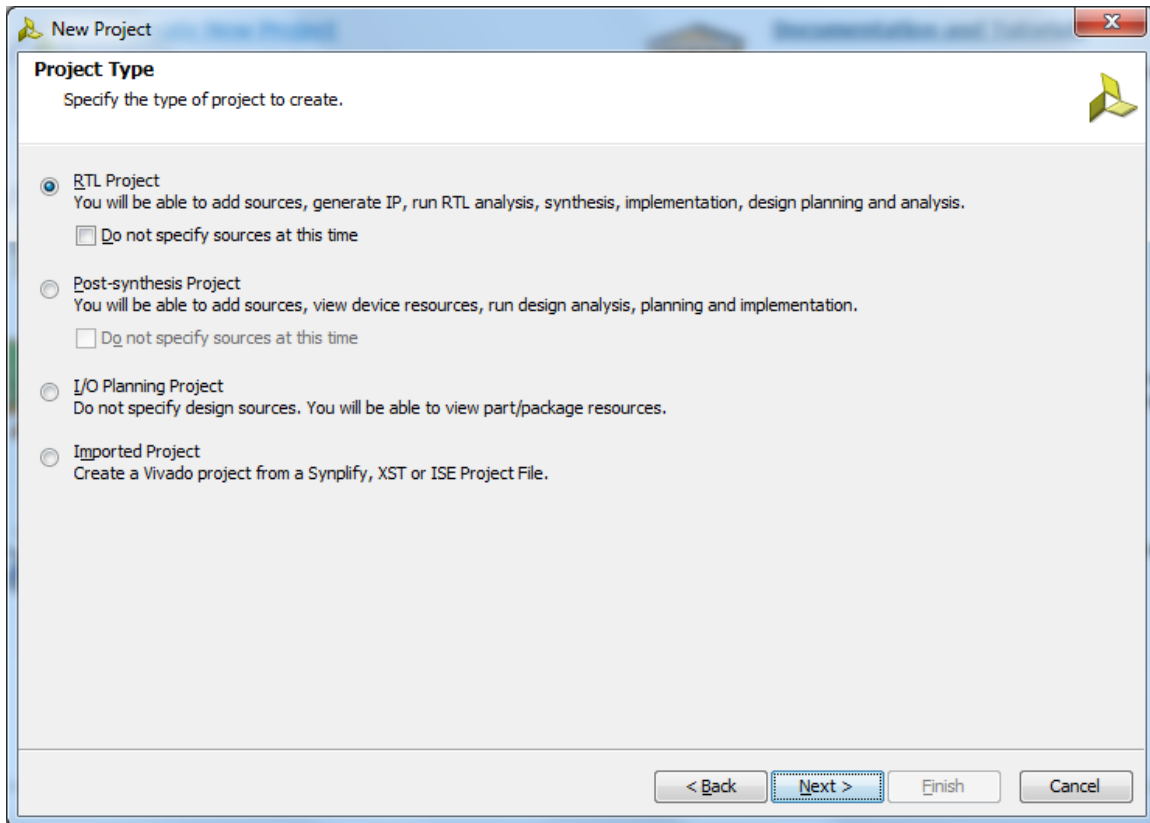 New Project
Project Type
Specify the type of project to create.
RTL Project
You will be able to add sources, generate IP, run RTL analysis, synthesis, implementation, design planning and analysis.
Do not specify sources at this time
Post-synthesis Project
You will be able to add sources, view device resources, run design analysis, planning and implementation.
Do not specify sources at this time
I/O Planning Project
Do not specify design sources. You will be able to view part/package resources.
Imported Project
Create a Vivado project from a Synplify, XST or ISE Project File.
< Back Next > Finish Cancel